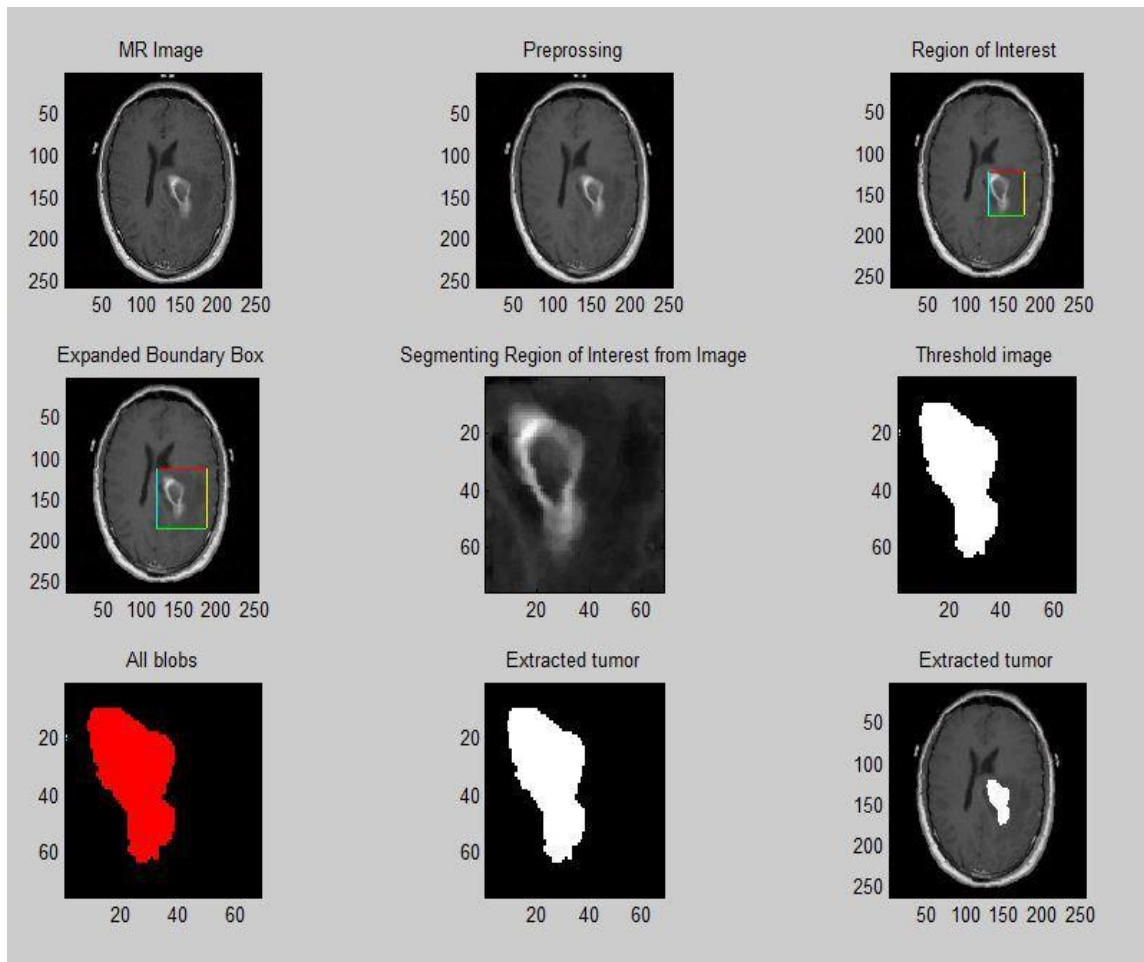 MR Image
Preprossing
Region of Interest
50
100
150
200
250
50 100 150 200 250
50
100
150
200
250
50 100 150 200 250
50
100
150
200
250
50 100 150 200 250
Expanded Boundary Box
Segmenting Region of Interest from Image
Threshold image
50
100
150
200
250
50 100 150 200 250
20
40
60
20 40 60
20
40
60
20 40 60
All blobs
Extracted tumor
Extracted tumor
20
40
60
20 40 60
20
40
60
20 40 60
50
100
150
200
250
50 100 150 200 250